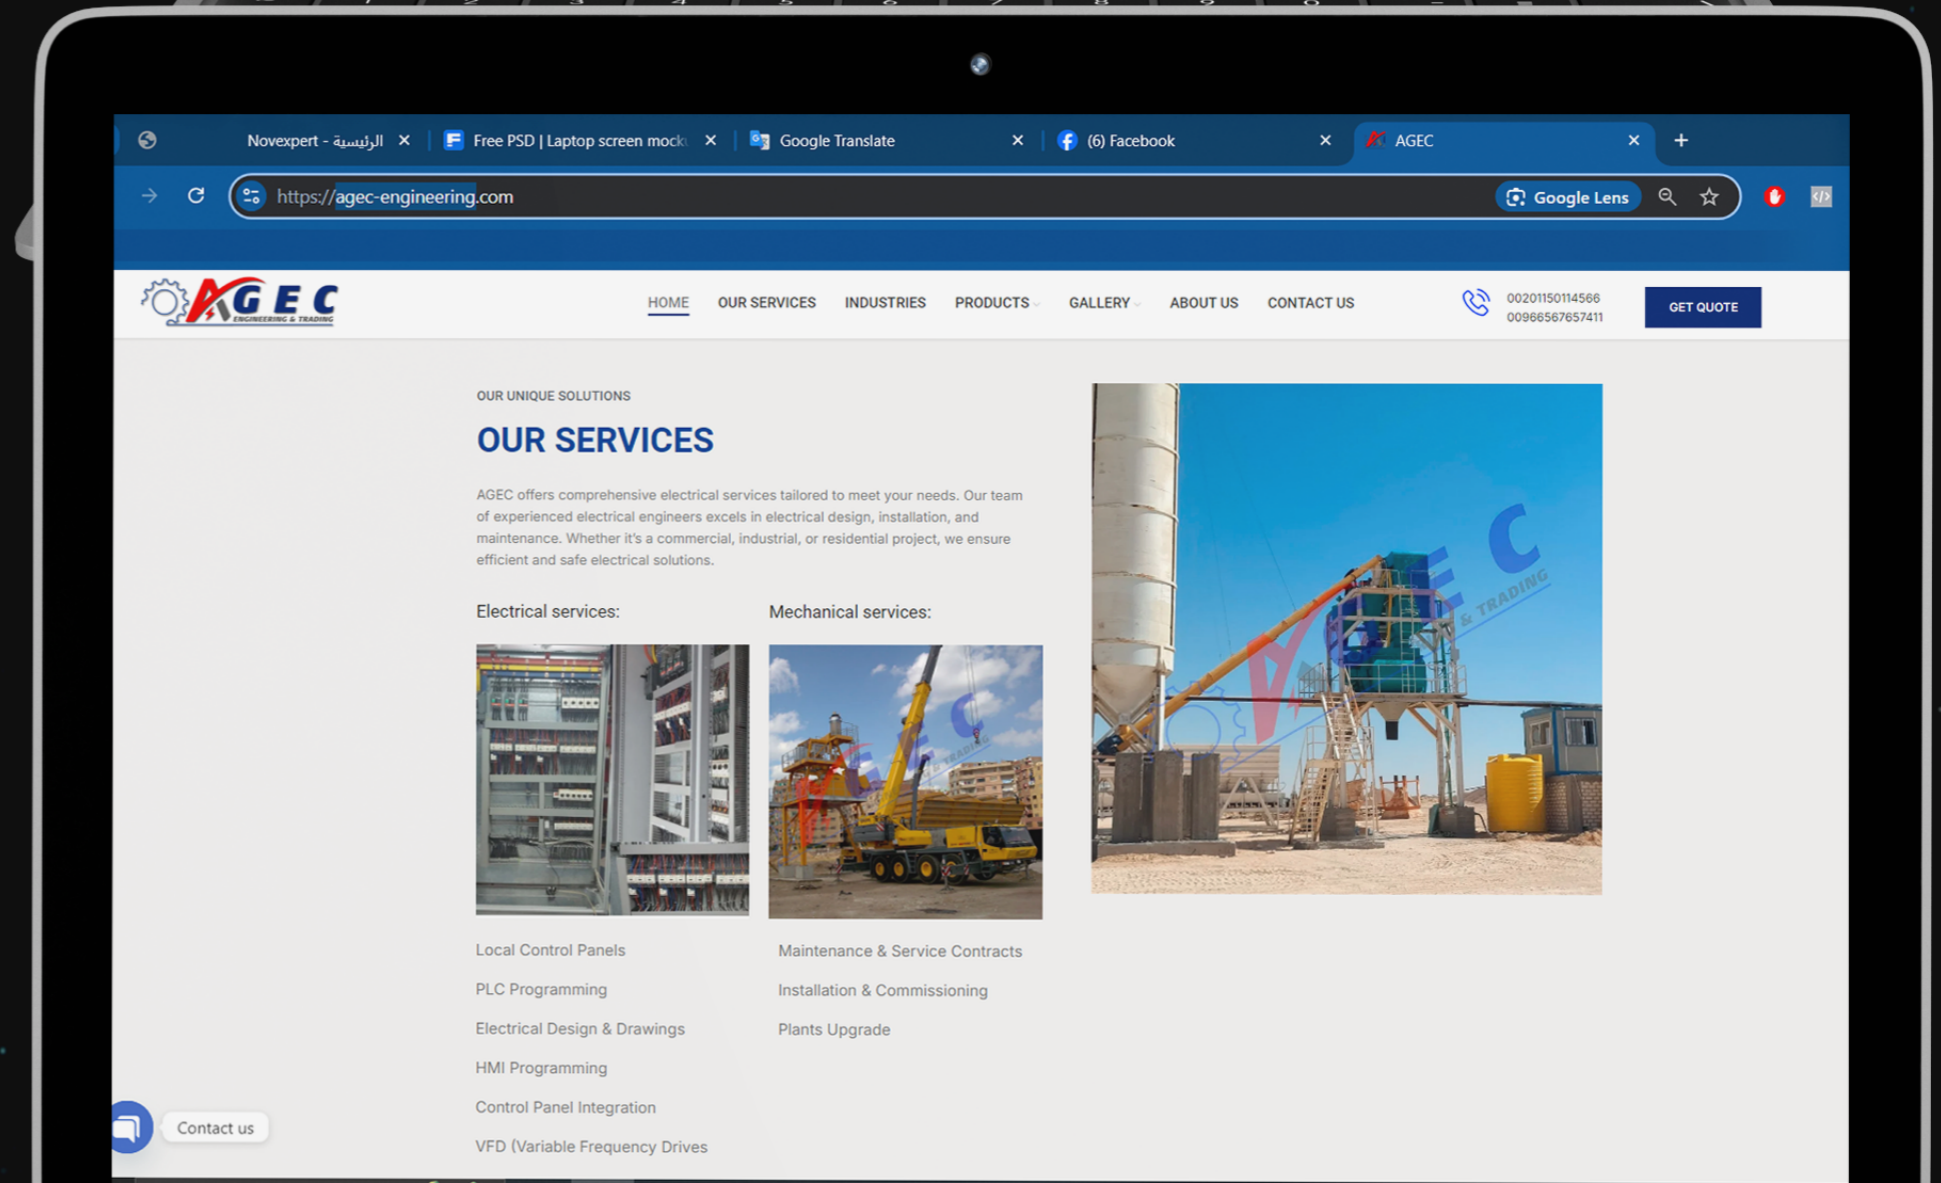 Novexpert - الرئيسية
Free PSD | Laptop screen mock
Google Translate
(6) Facebook
AGEC
https://agec-engineering.com
Google Lens
AGEC
ENGINEERING & TRADING
HOME
OUR SERVICES
INDUSTRIES
PRODUCTS
GALLERY
ABOUT US
CONTACT US
00201150114566
00966567657411
GET QUOTE
OUR UNIQUE SOLUTIONS
OUR SERVICES
AGEC offers comprehensive electrical services tailored to meet your needs. Our team
of experienced electrical engineers excels in electrical design, installation, and
maintenance. Whether it's a commercial, industrial, or residential project, we ensure
efficient and safe electrical solutions.
Electrical services:
Mechanical services:
AGEC
& TRADING
AGEC
& TRADING
Local Control Panels
PLC Programming
Electrical Design & Drawings
HMI Programming
Control Panel Integration
VFD (Variable Frequency Drives
Maintenance & Service Contracts
Installation & Commissioning
Plants Upgrade
Contact us